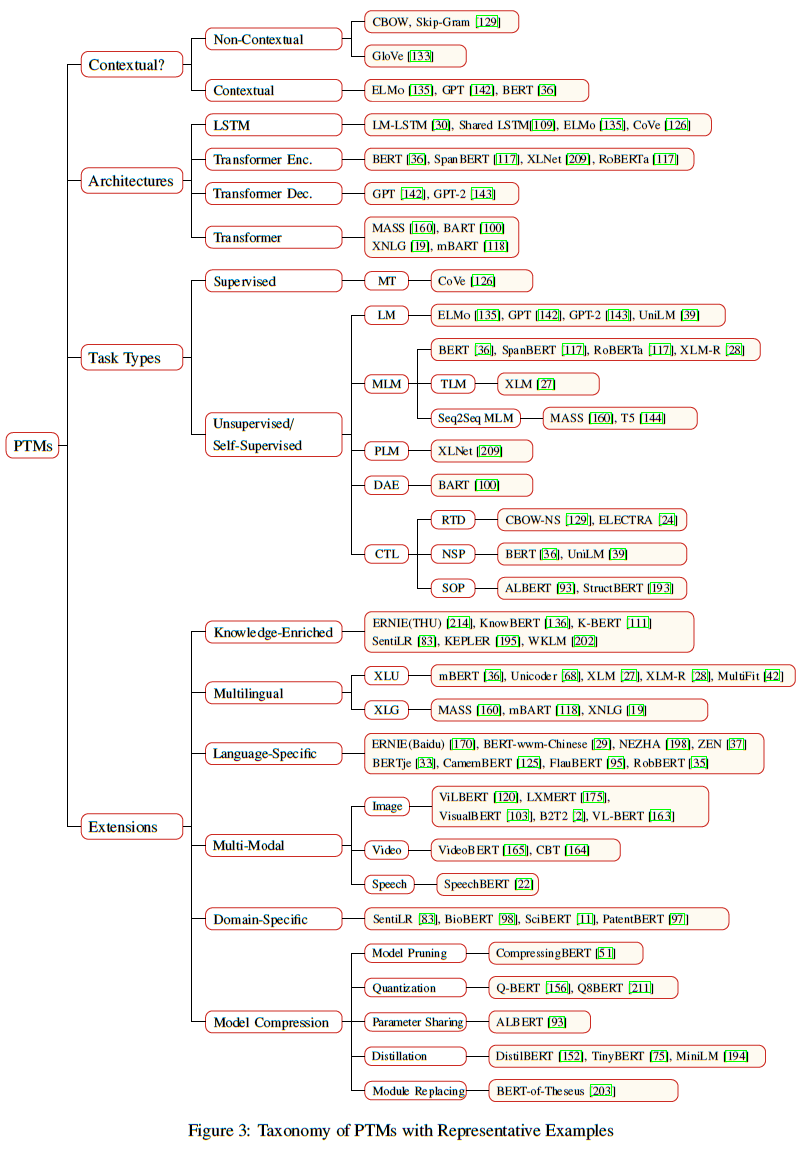 PTMs
Contextual?
Non-Contextual
CBOW, Skip-Gram [129]
GloVe [133]
Contextual
ELMo [135], GPT [142], BERT [36]
Architectures
LSTM
LM-LSTM [30], Shared LSTM[109], ELMo [135], CoVe [126]
Transformer Enc.
BERT [36], SpanBERT [117], XLNet [209], RoBERTa [117]
Transformer Dec.
GPT [142], GPT-2 [143]
Transformer
MASS [160], BART [100]
XNLG [19], mBART [118]
Task Types
Supervised
MT
CoVe [126]
Unsupervised/
Self-Supervised
LM
ELMo [135], GPT [142], GPT-2 [143], UniLM [39]
MLM
BERT [36], SpanBERT [117], RoBERTa [117], XLM-R [28]
TLM
XLM [27]
Seq2Seq MLM
MASS [160], T5 [144]
PLM
XLNet [209]
DAE
BART [100]
CTL
RTD
CBOW-NS [129], ELECTRA [24]
NSP
BERT [36], UniLM [39]
SOP
ALBERT [93], StructBERT [193]
Extensions
Knowledge-Enriched
ERNIE(THU) [214], KnowBERT [136], K-BERT [111]
SentiLR [83], KEPLER [195], WKLM [202]
Multilingual
XLU
mBERT [36], Unicoder [68], XLM [27], XLM-R [28], MultiFit [42]
XLG
MASS [160], mBART [118], XNLG [19]
Language-Specific
ERNIE(Baidu) [170], BERT-wwm-Chinese [29], NEZHA [198], ZEN [37]
BERTje [33], CamemBERT [125], FlauBERT [95], RobBERT [35]
Multi-Modal
Image
ViLBERT [120], LXMERT [175],
VisualBERT [103], B2T2 [2], VL-BERT [163]
Video
VideoBERT [165], CBT [164]
Speech
SpeechBERT [22]
Domain-Specific
SentiLR [83], BioBERT [98], SciBERT [11], PatentBERT [97]
Model Compression
Model Pruning
CompressingBERT [51]
Quantization
Q-BERT [156], Q8BERT [211]
Parameter Sharing
ALBERT [93]
Distillation
DistilBERT [152], TinyBERT [75], MiniLM [194]
Module Replacing
BERT-of-Theseus [203]
Figure 3: Taxonomy of PTMs with Representative Examples